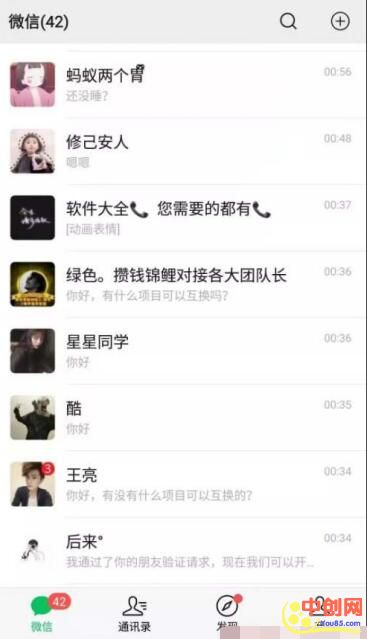 微信(42)
蚂蚁两个胃
00:56
还没睡?
修己安人
00:48
嗯嗯
软件大全📞 您需要的都有📞
00:37
[动画表情]
绿色。攒钱锦鲤对接各大团队长
00:36
你好，有什么项目可以互换吗?
星星同学
00:36
你好
酷
00:35
你好
3
王亮
00:34
你好，有没有什么项目可以互换的?
后来°
00:34
我通过了你的朋友验证请求，现在我们可以开...
42
微信
通讯录
发现
中创网